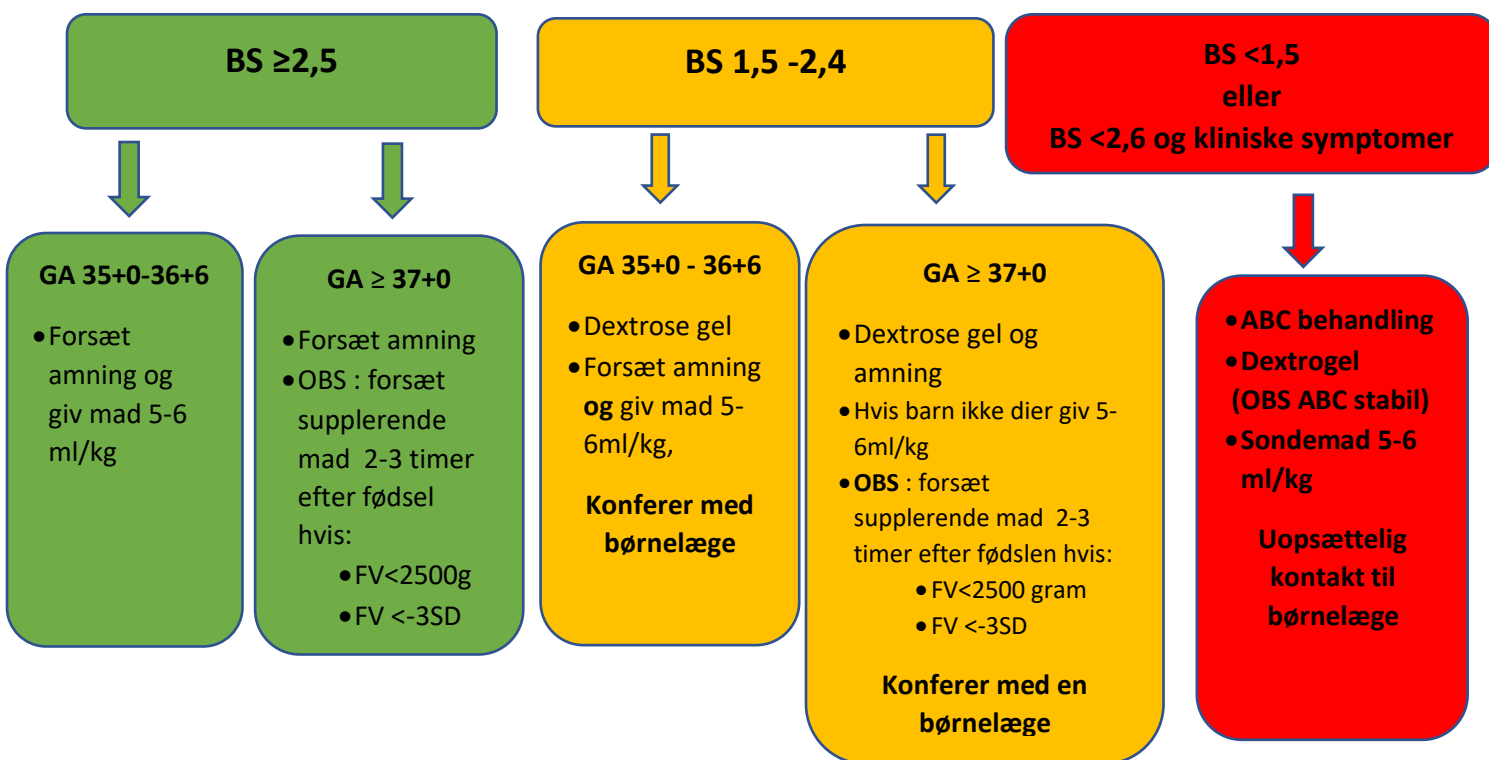 BS ≥2,5
BS 1,5 -2,4
BS <1,5
eller
BS <2,6 og kliniske symptomer
GA 35+0-36+6
•Forsæt
amning og
giv mad 5-6
ml/kg
GA ≥ 37+0
•Forsæt amning
•OBS : forsæt
supplerende
mad 2-3 timer
efter fødsel
hvis:
•FV<2500g
•FV <-3SD
GA 35+0 - 36+6
•Dextrose gel
•Forsæt amning
og giv mad 5-
6ml/kg,
Konferer med
børnelæge
GA ≥ 37+0
•Dextrose gel og
amning
•Hvis barn ikke dier giv 5-
6ml/kg
•OBS : forsæt
supplerende mad 2-3
timer efter fødslen hvis:
•FV<2500 gram
•FV <-3SD
Konferer med en
børnelæge
•ABC behandling
•Dextrogel
(OBS ABC stabil)
•Sondemad 5-6
ml/kg
Uopsættelig
kontakt til
børnelæge